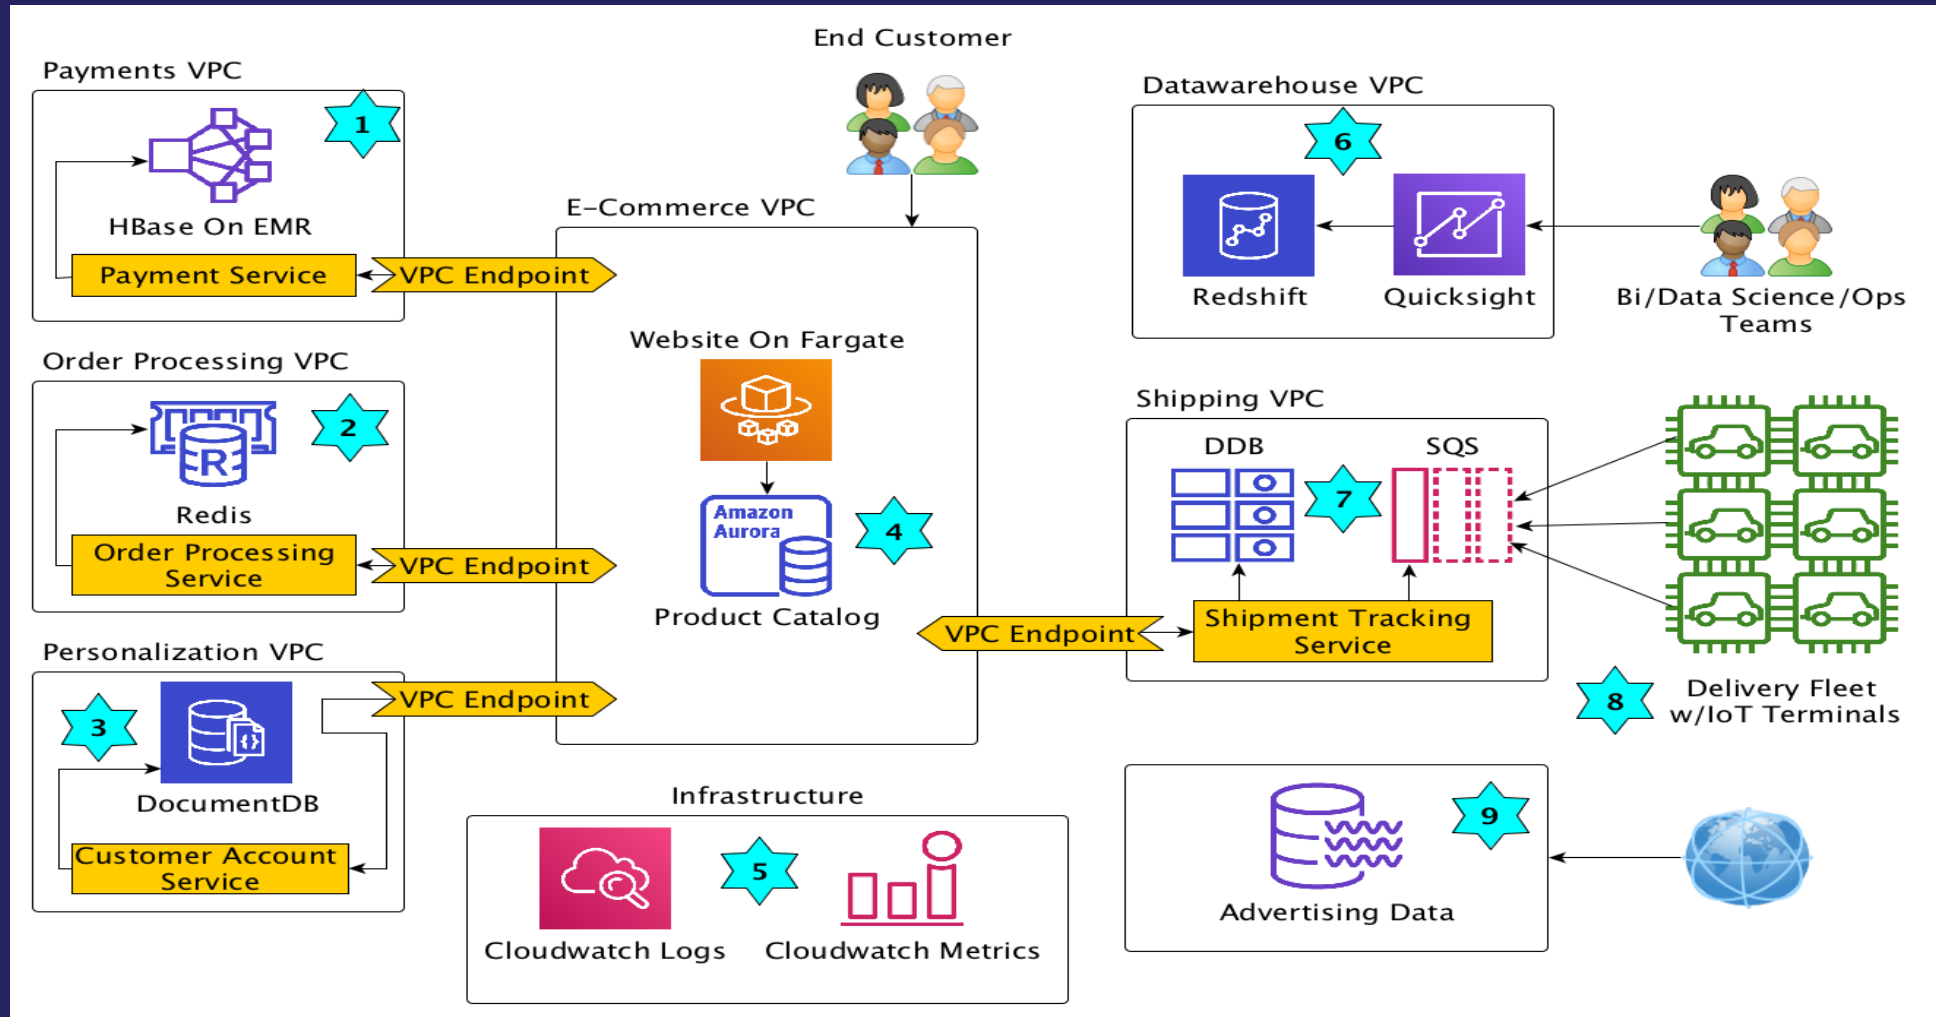 End Customer
Payments VPC
1
HBase On EMR
Payment Service
VPC Endpoint
Order Processing VPC
2
R
Redis
Order Processing
Service
VPC Endpoint
Personalization VPC
3
{}
DocumentDB
Customer Account
Service
VPC Endpoint
E-Commerce VPC
Website On Fargate
Amazon
Aurora
4
Product Catalog
VPC Endpoint
Infrastructure
5
Cloudwatch Logs
Cloudwatch Metrics
Datawarehouse VPC
6
Redshift
Quicksight
Bi/Data Science/Ops
Teams
Shipping VPC
DDB
SQS
7
Shipment Tracking
Service
8
Delivery Fleet
w/IoT Terminals
9
Advertising Data